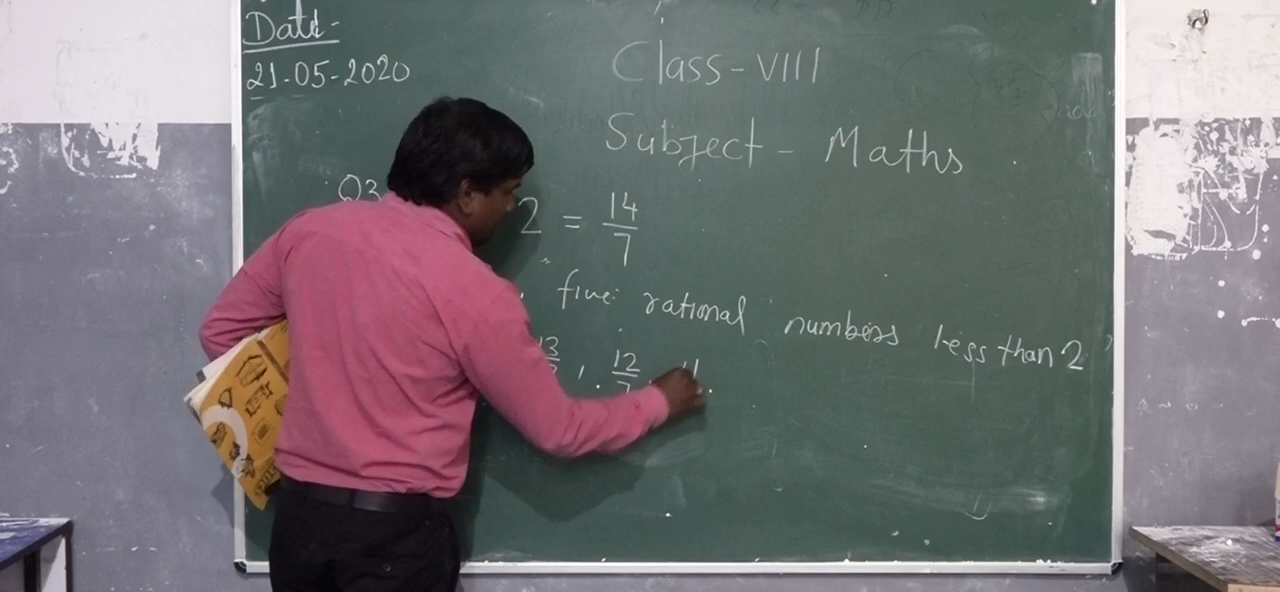 Date-
21-05-2020
Class-VIII
Subject - Maths
Q3
2 = 14/7
five rational numbers less than 2
13/7, 12/7, 11